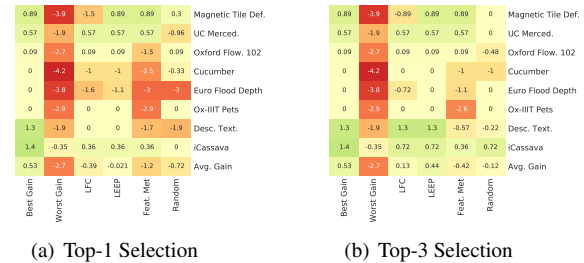 0.89 -3.9 -1.5 0.89 0.89 0.3 Magnetic Tile Def.
0.57 -1.9 0.57 0.57 0.57 -0.96 UC Merced.
0.09 -2.7 0.09 0.09 -1.5 0.09 Oxford Flow. 102
0 -4.2 -1 -1 -2.5 -0.33 Cucumber
0 -3.8 -1.6 -1.1 -3 -3 Euro Flood Depth
0 -2.9 0 0 -2.9 0 Ox-IIIT Pets
1.3 -1.9 0 0 -1.7 -1.9 Desc. Text.
1.4 -0.35 0.36 0.36 0.36 0 iCassava
0.53 -2.7 -0.39 -0.021 -1.2 -0.72 Avg. Gain
Best Gain
Worst Gain
LFC
LEEP
Feat. Met
Random
(a) Top-1 Selection
0.89 -3.9 -0.89 0.89 0.89 0 Magnetic Tile Def.
0.57 -1.9 0.57 0.57 0.57 0 UC Merced.
0.09 -2.7 0.09 0.09 0.09 -0.48 Oxford Flow. 102
0 -4.2 0 0 -1 -1 Cucumber
0 -3.8 -0.72 0 -1.1 0 Euro Flood Depth
0 -2.9 0 0 -2.6 0 Ox-IIIT Pets
1.3 -1.9 1.3 1.3 -0.57 -0.22 Desc. Text.
1.4 -0.35 0.72 0.72 0.36 0.72 iCassava
0.53 -2.7 0.13 0.44 -0.42 -0.12 Avg. Gain
Best Gain
Worst Gain
LFC
LEEP
Feat. Met
Random
(b) Top-3 Selection